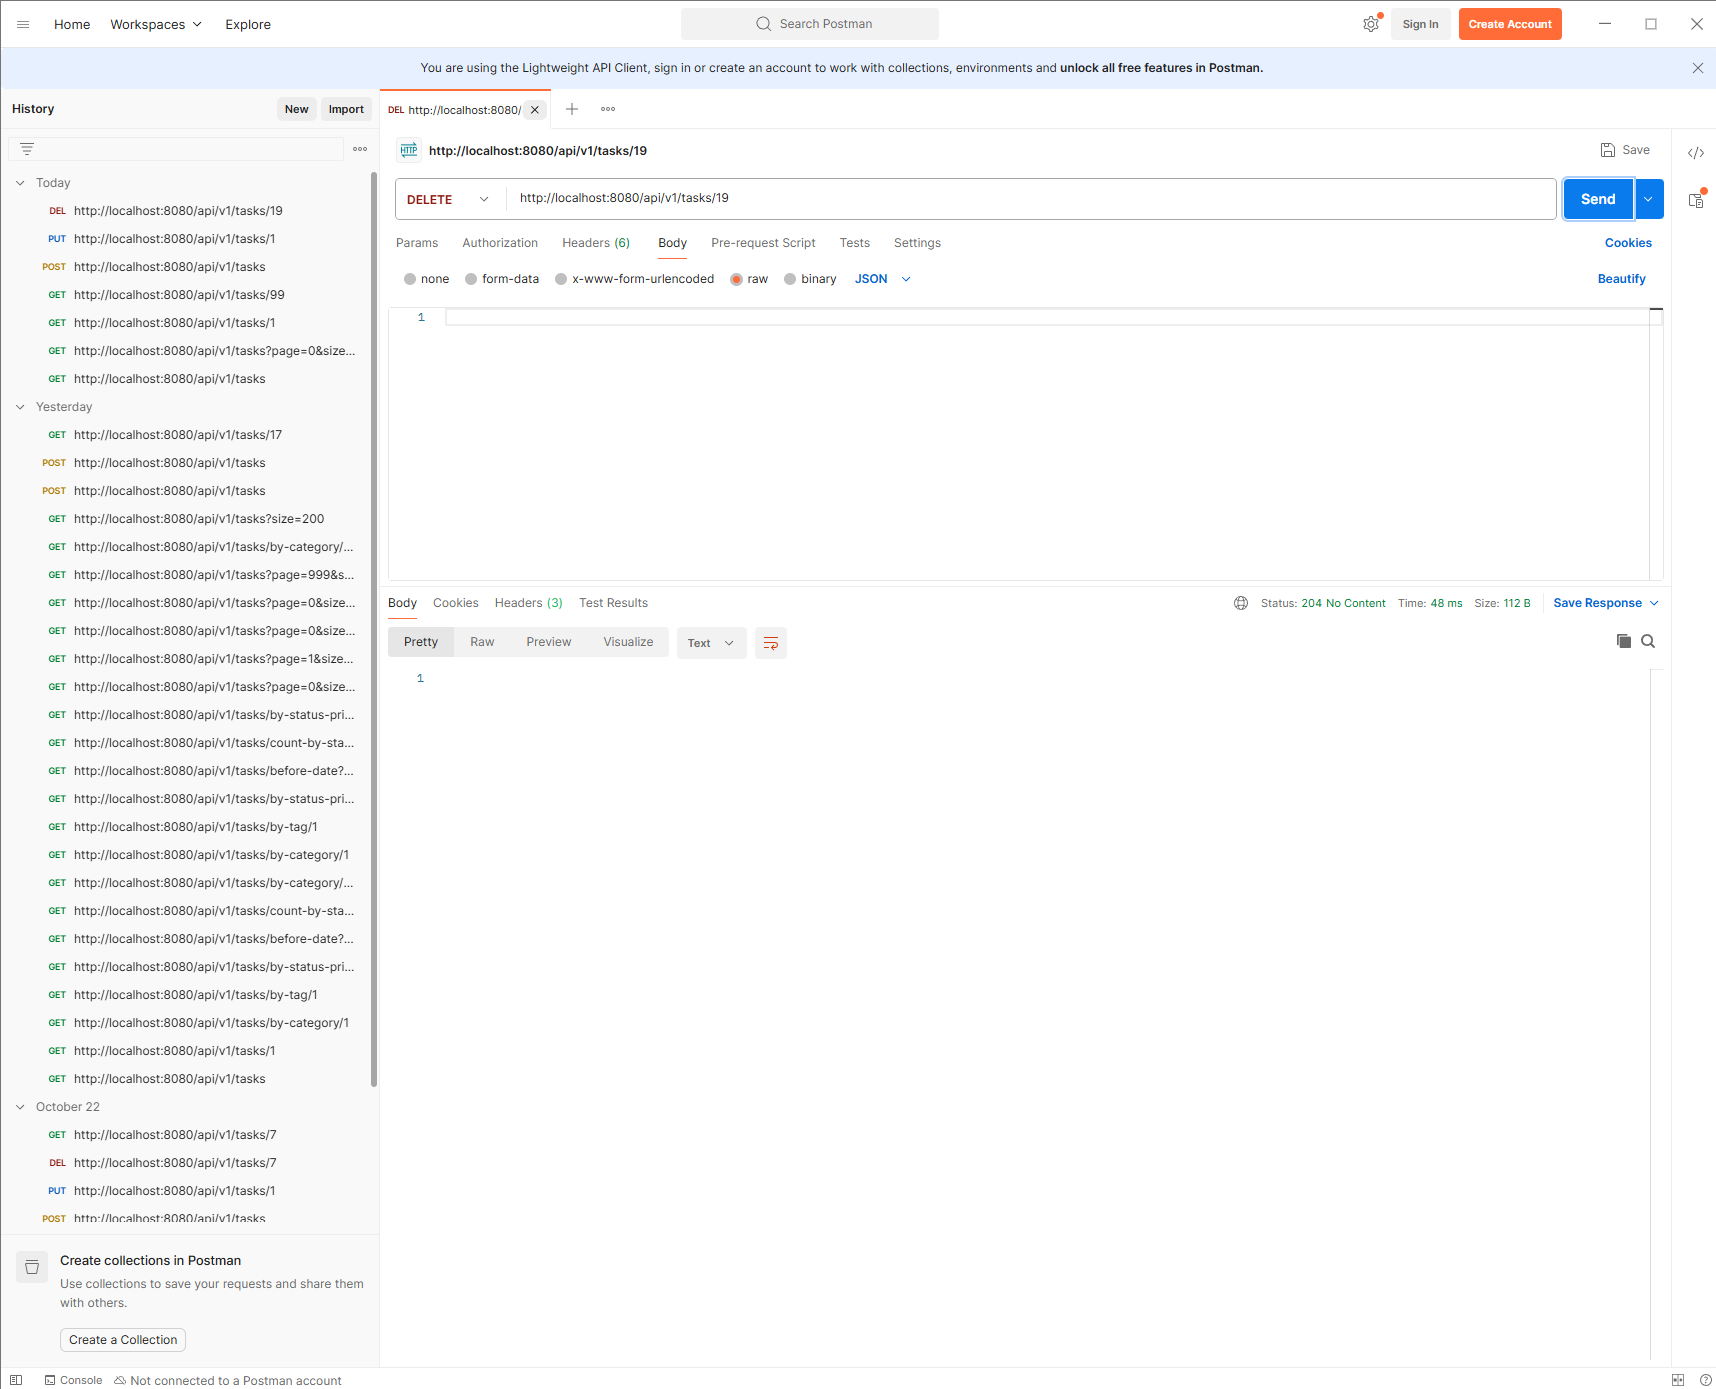 Home Workspaces Explore Search Postman Sign In Create Account
You are using the Lightweight API Client, sign in or create an account to work with collections, environments and unlock all free features in Postman.
History New Import
DEL http://localhost:8080/
http://localhost:8080/api/v1/tasks/19 Save
DELETE http://localhost:8080/api/v1/tasks/19 Send
Params Authorization Headers (6) Body Pre-request Script Tests Settings Cookies
none form-data x-www-form-urlencoded raw binary JSON Beautify
1
Today
DEL http://localhost:8080/api/v1/tasks/19
PUT http://localhost:8080/api/v1/tasks/1
POST http://localhost:8080/api/v1/tasks
GET http://localhost:8080/api/v1/tasks/99
GET http://localhost:8080/api/v1/tasks/1
GET http://localhost:8080/api/v1/tasks?page=0&size...
GET http://localhost:8080/api/v1/tasks
Yesterday
GET http://localhost:8080/api/v1/tasks/17
POST http://localhost:8080/api/v1/tasks
POST http://localhost:8080/api/v1/tasks
GET http://localhost:8080/api/v1/tasks?size=200
GET http://localhost:8080/api/v1/tasks/by-category/...
GET http://localhost:8080/api/v1/tasks?page=999&s...
GET http://localhost:8080/api/v1/tasks?page=0&size...
GET http://localhost:8080/api/v1/tasks?page=0&size...
GET http://localhost:8080/api/v1/tasks?page=1&size...
GET http://localhost:8080/api/v1/tasks?page=0&size...
GET http://localhost:8080/api/v1/tasks/by-status-pri...
GET http://localhost:8080/api/v1/tasks/count-by-sta...
GET http://localhost:8080/api/v1/tasks/before-date?...
GET http://localhost:8080/api/v1/tasks/by-status-pri...
GET http://localhost:8080/api/v1/tasks/by-tag/1
GET http://localhost:8080/api/v1/tasks/by-category/1
GET http://localhost:8080/api/v1/tasks/by-category/...
GET http://localhost:8080/api/v1/tasks/count-by-sta...
GET http://localhost:8080/api/v1/tasks/before-date?...
GET http://localhost:8080/api/v1/tasks/by-status-pri...
GET http://localhost:8080/api/v1/tasks/by-tag/1
GET http://localhost:8080/api/v1/tasks/by-category/1
GET http://localhost:8080/api/v1/tasks/1
GET http://localhost:8080/api/v1/tasks
October 22
GET http://localhost:8080/api/v1/tasks/7
DEL http://localhost:8080/api/v1/tasks/7
PUT http://localhost:8080/api/v1/tasks/1
POST http://localhost:8080/api/v1/tasks
Body Cookies Headers (3) Test Results Status: 204 No Content Time: 48 ms Size: 112 B Save Response
Pretty Raw Preview Visualize Text
1
Create collections in Postman
Use collections to save your requests and share them
with others.
Create a Collection
Console Not connected to a Postman account